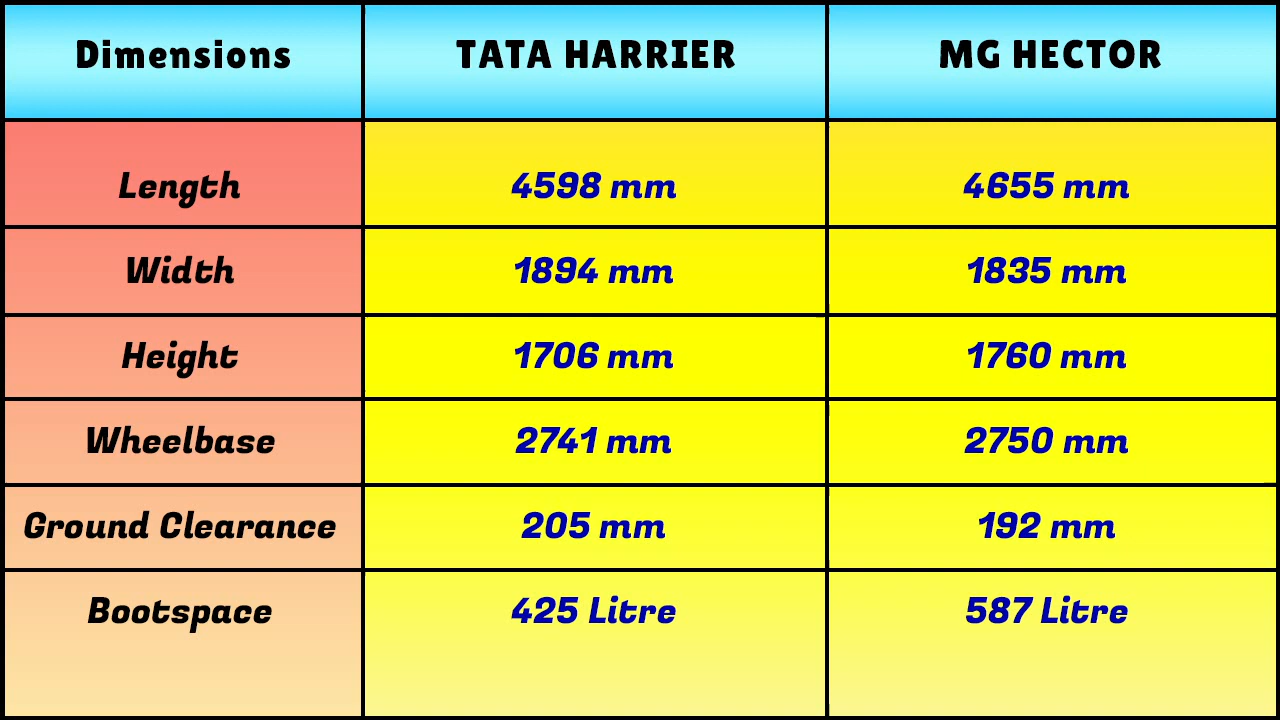 Dimensions TATA HARRIER MG HECTOR
Length 4598 mm 4655 mm
Width 1894 mm 1835 mm
Height 1706 mm 1760 mm
Wheelbase 2741 mm 2750 mm
Ground Clearance 205 mm 192 mm
Bootspace 425 Litre 587 Litre